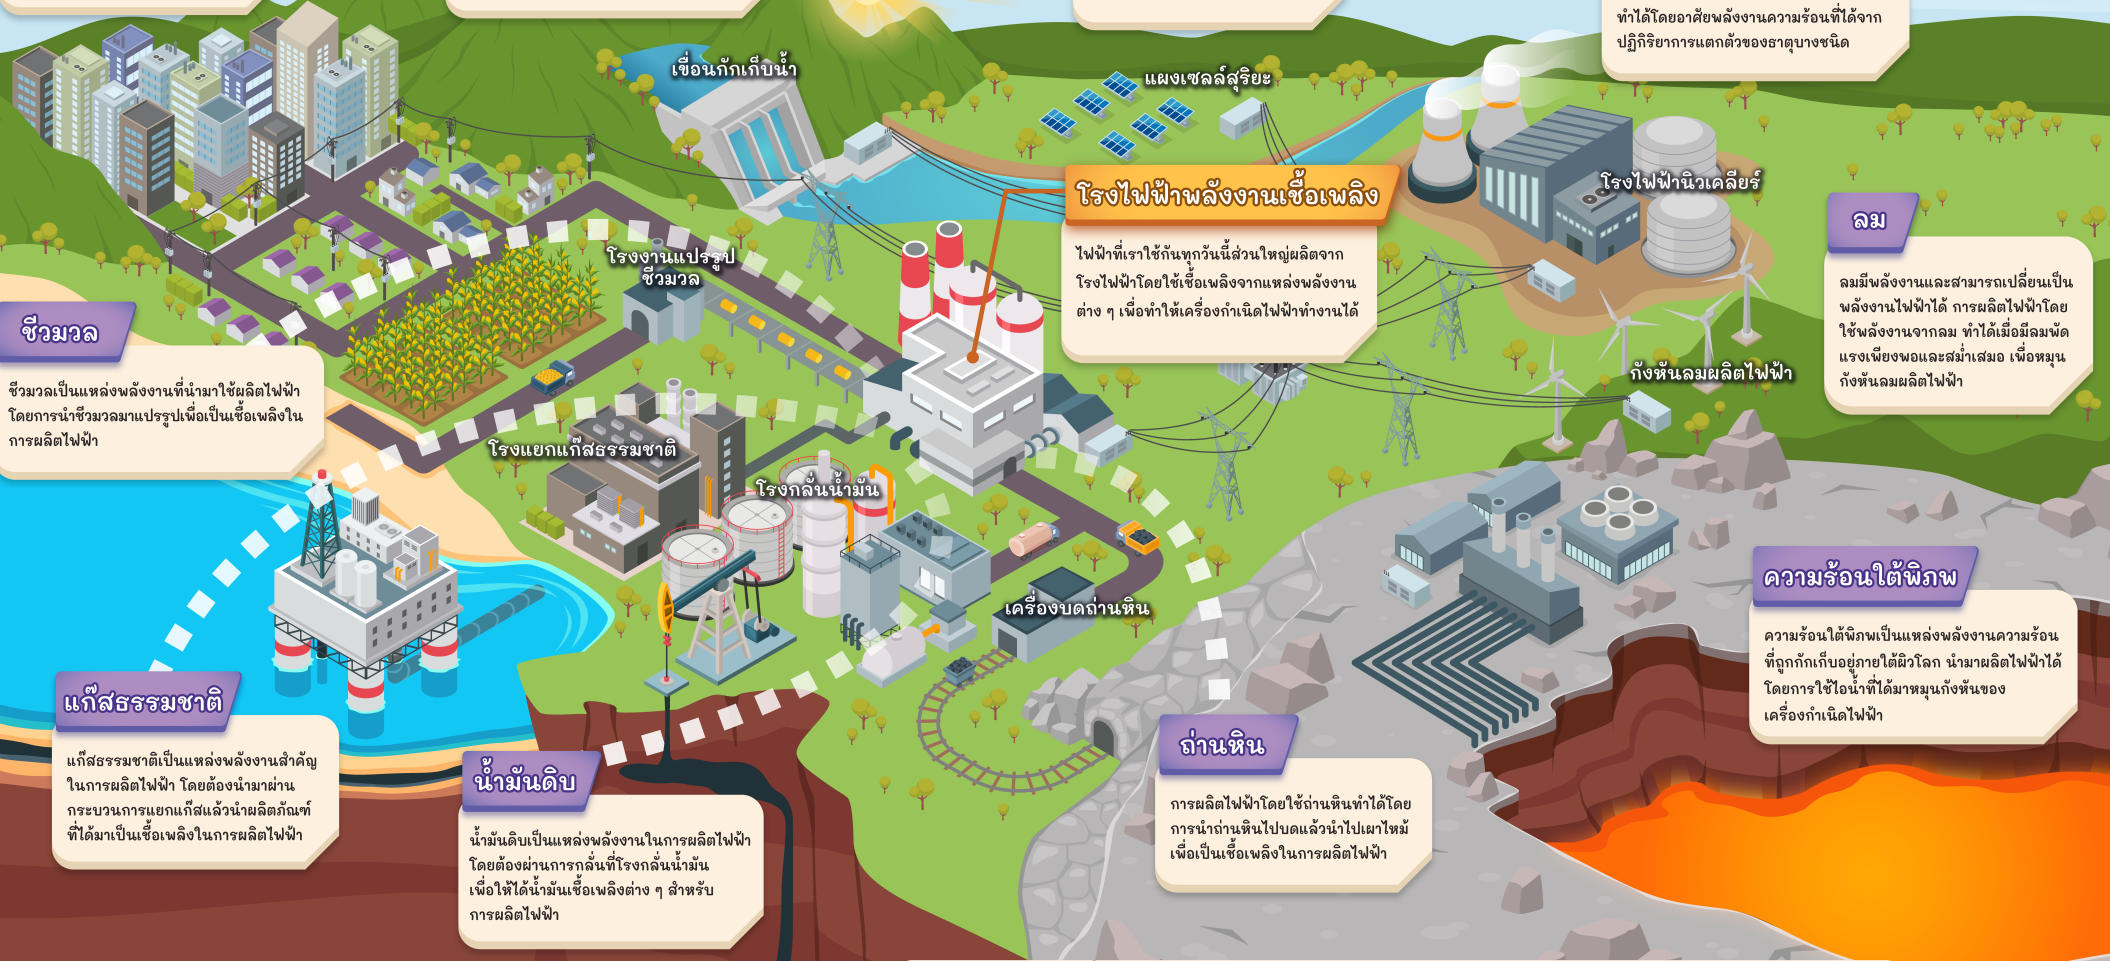 ทำได้โดยอาศัยพลังงานความร้อนที่ได้จาก
ปฏิกิริยาการแตกตัวของธาตุบางชนิด
เขื่อนกักเก็บน้ำ
แผงเซลล์สุริยะ
โรงไฟฟ้านิวเคลียร์
โรงไฟฟ้าพลังงานเชื้อเพลิง
ไฟฟ้าที่เราใช้กันทุกวันนี้ส่วนใหญ่ผลิตจาก
โรงไฟฟ้าโดยใช้เชื้อเพลิงจากแหล่งพลังงาน
ต่าง ๆ เพื่อทำให้เครื่องกำเนิดไฟฟ้าทำงานได้
ลม
ลมมีพลังงานและสามารถเปลี่ยนเป็น
พลังงานไฟฟ้าได้ การผลิตไฟฟ้าโดย
ใช้พลังงานจากลม ทำได้เมื่อมีลมพัด
แรงเพียงพอและสม่ำเสมอ เพื่อหมุน
กังหันลมผลิตไฟฟ้า
กังหันลมผลิตไฟฟ้า
โรงงานแปรรูป
ชีวมวล
ชีวมวล
ชีวมวลเป็นแหล่งพลังงานที่นำมาใช้ผลิตไฟฟ้า
โดยการนำชีวมวลมาแปรรูปเพื่อเป็นเชื้อเพลิงใน
การผลิตไฟฟ้า
โรงแยกแก๊สธรรมชาติ
โรงกลั่นน้ำมัน
เครื่องบดถ่านหิน
ความร้อนใต้พิภพ
ความร้อนใต้พิภพเป็นแหล่งพลังงานความร้อน
ที่ถูกกักเก็บอยู่ภายใต้ผิวโลก นำมาผลิตไฟฟ้าได้
โดยการใช้ไอน้ำที่ได้มาหมุนกังหันของ
เครื่องกำเนิดไฟฟ้า
แก๊สธรรมชาติ
แก๊สธรรมชาติเป็นแหล่งพลังงานสำคัญ
ในการผลิตไฟฟ้า โดยต้องนำมาผ่าน
กระบวนการแยกแก๊สแล้วนำผลิตภัณฑ์
ที่ได้มาเป็นเชื้อเพลิงในการผลิตไฟฟ้า
น้ำมันดิบ
น้ำมันดิบเป็นแหล่งพลังงานในการผลิตไฟฟ้า
โดยต้องผ่านการกลั่นที่โรงกลั่นน้ำมัน
เพื่อให้ได้น้ำมันเชื้อเพลิงต่าง ๆ สำหรับ
การผลิตไฟฟ้า
ถ่านหิน
การผลิตไฟฟ้าโดยใช้ถ่านหินทำได้โดย
การนำถ่านหินไปบดแล้วนำไปเผาไหม้
เพื่อเป็นเชื้อเพลิงในการผลิตไฟฟ้า